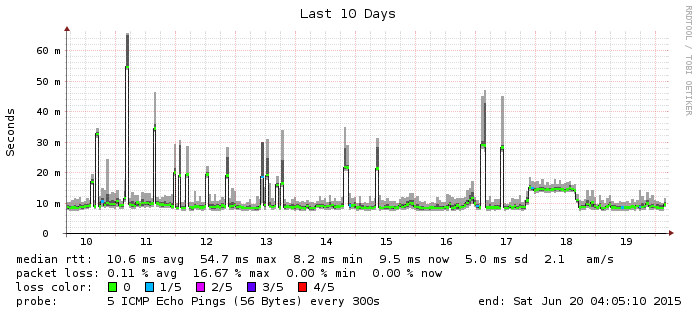 Last 10 Days
RRDTOOL / TOBI OETIKER
Seconds
60 m
50 m
40 m
30 m
20 m
10 m
0
10 11 12 13 14 15 16 17 18 19
median rtt: 10.6 ms avg 54.7 ms max 8.2 ms min 9.5 ms now 5.0 ms sd 2.1 am/s
packet loss: 0.11 % avg 16.67 % max 0.00 % min 0.00 % now
loss color: 0 1/5 2/5 3/5 4/5
probe: 5 ICMP Echo Pings (56 Bytes) every 300s end: Sat Jun 20 04:05:10 2015